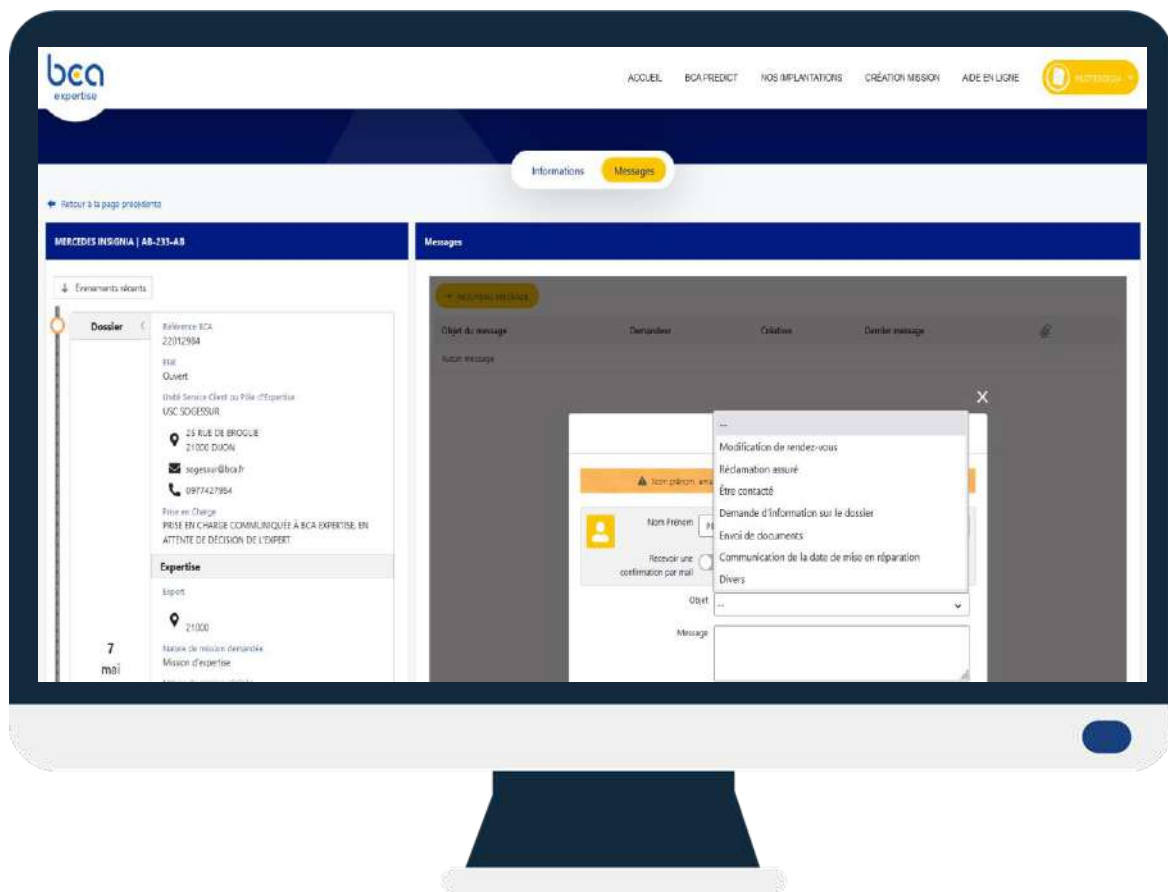 bca
expertise
ACCUEIL BCA PREDICT NOS IMPLANTATIONS CRÉATION MISSION AIDE EN LIGNE
Informations Messages
Retour à la page précédente
MERCEDES INSIGNIA | AB-233-AB
Messages
Évenements récents
NOUVEAU MESSAGE
Objet du message Demandeur Création Dernier message
Aucun message
Dossier
Référence BCA
22012984
Etat
Ouvert
Unité Service Client ou Pôle d'Expertise
USC SOGESSUR
25 RUE DE BROGLIE
21000 DIJON
sogessur@bca.fr
0977427984
Prise en Charge
PRISE EN CHARGE COMMUNIQUÉE À BCA EXPERTISE, EN
ATTENTE DE DÉCISION DE L'EXPERT
Expertise
Expert
21000
7
mai
Nature de mission demandée
Mission d'expertise
X
--
Modification de rendez-vous
Réclamation assuré
Être contacté
Demande d'information sur le dossier
Envoi de documents
Communication de la date de mise en réparation
Divers
Nom prénom,
Nom Prénom
Recevoir une
confirmation par mail
Objet --
Message